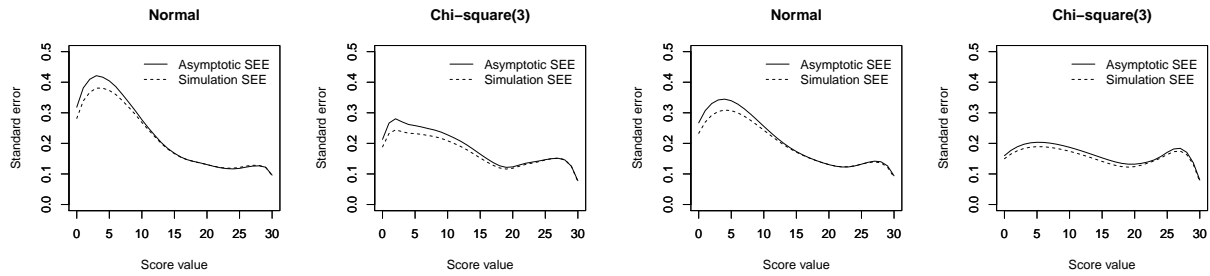 Normal
Asymptotic SEE
Simulation SEE
Standard error
0.0 0.1 0.2 0.3 0.4 0.5
0 5 10 15 20 25 30
Score value
Chi−square(3)
Asymptotic SEE
Simulation SEE
Standard error
0.0 0.1 0.2 0.3 0.4 0.5
0 5 10 15 20 25 30
Score value
Normal
Asymptotic SEE
Simulation SEE
Standard error
0.0 0.1 0.2 0.3 0.4 0.5
0 5 10 15 20 25 30
Score value
Chi−square(3)
Asymptotic SEE
Simulation SEE
Standard error
0.0 0.1 0.2 0.3 0.4 0.5
0 5 10 15 20 25 30
Score value